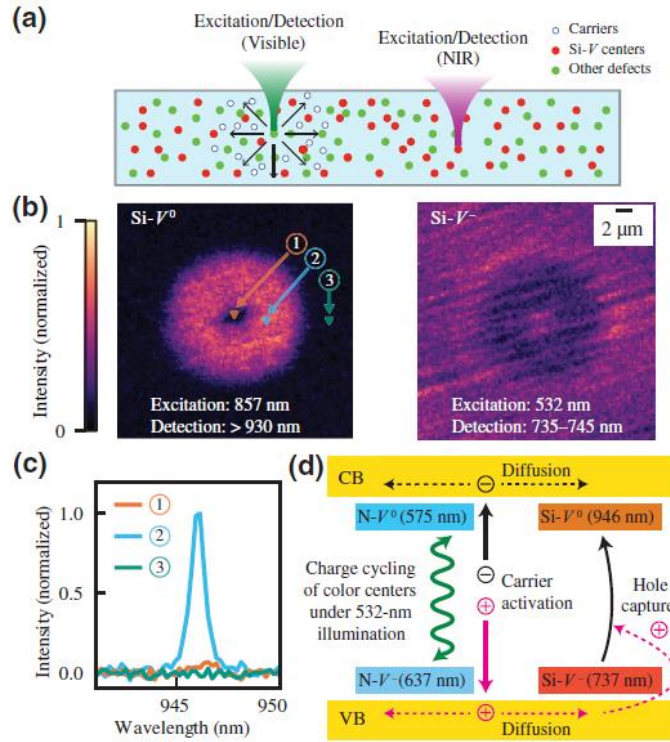 (a)
Excitation/Detection
(Visible)
Excitation/Detection
(NIR)
Carriers
Si-V centers
Other defects
(b)
1
Intensity (normalized)
0
Si-V⁰
1
2
3
Excitation: 857 nm
Detection: > 930 nm
Si-V⁻
2 μm
Excitation: 532 nm
Detection: 735–745 nm
(c)
Intensity (normalized)
1.0
0.5
0.0
1
2
3
945
950
Wavelength (nm)
(d)
CB
Diffusion
N-V⁰ (575 nm)
Si-V⁰ (946 nm)
Charge cycling
of color centers
under 532-nm
illumination
Carrier
activation
Hole
capture
N-V⁻(637 nm)
Si-V⁻(737 nm)
VB
Diffusion